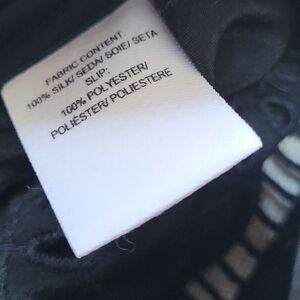 FABRIC CONTENT
100% SILK/ SEDA/ SOIE/ SETA
SLIP:
100% POLYESTER/
POLIÉSTER/ POLIESTERE